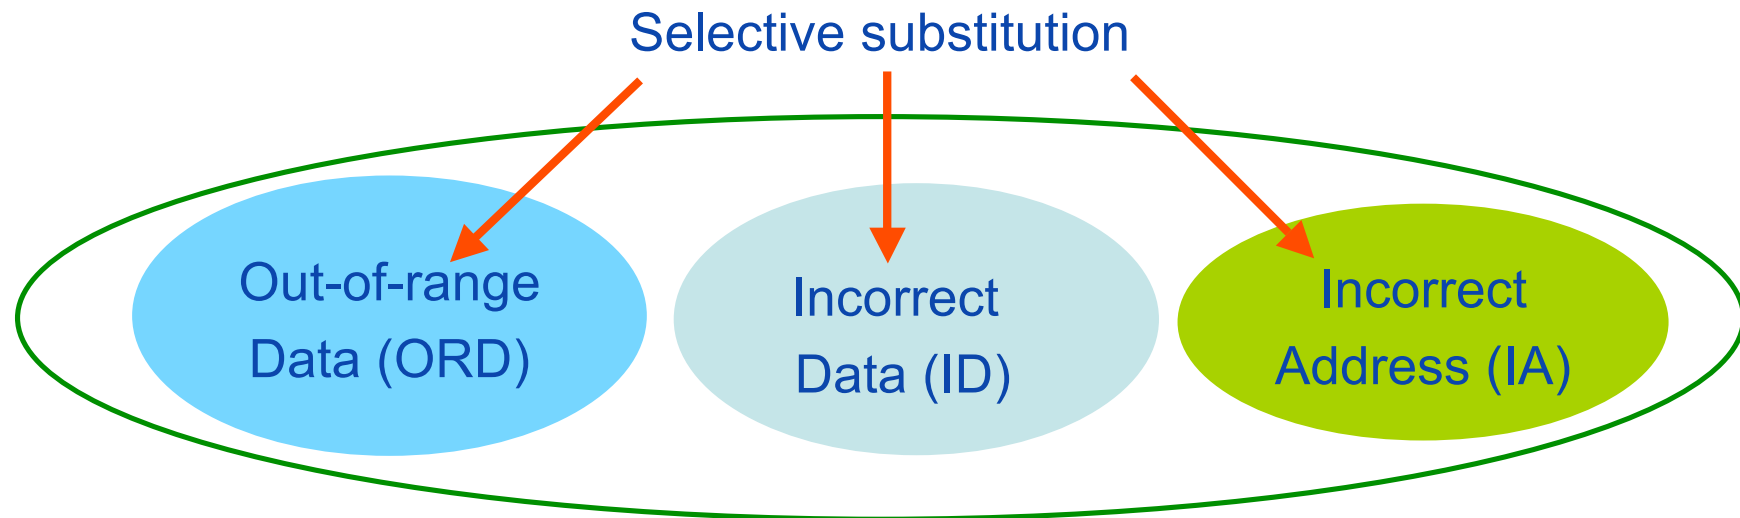 Selective substitution
Out-of-range
Data (ORD)
Incorrect
Data (ID)
Incorrect
Address (IA)